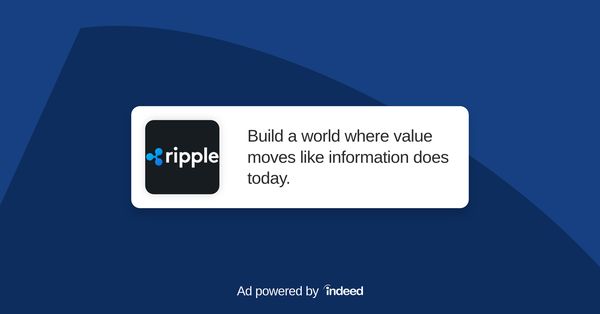 ripple
Build a world where value
moves like information does
today.
Ad powered by indeed